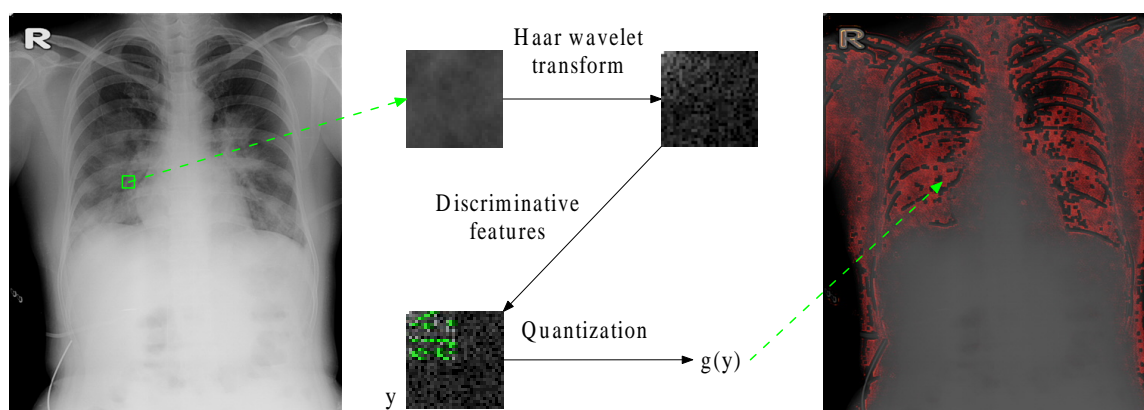 R
Haar wavelet
transform
Discriminative
features
Quantization
y
g(y)
R